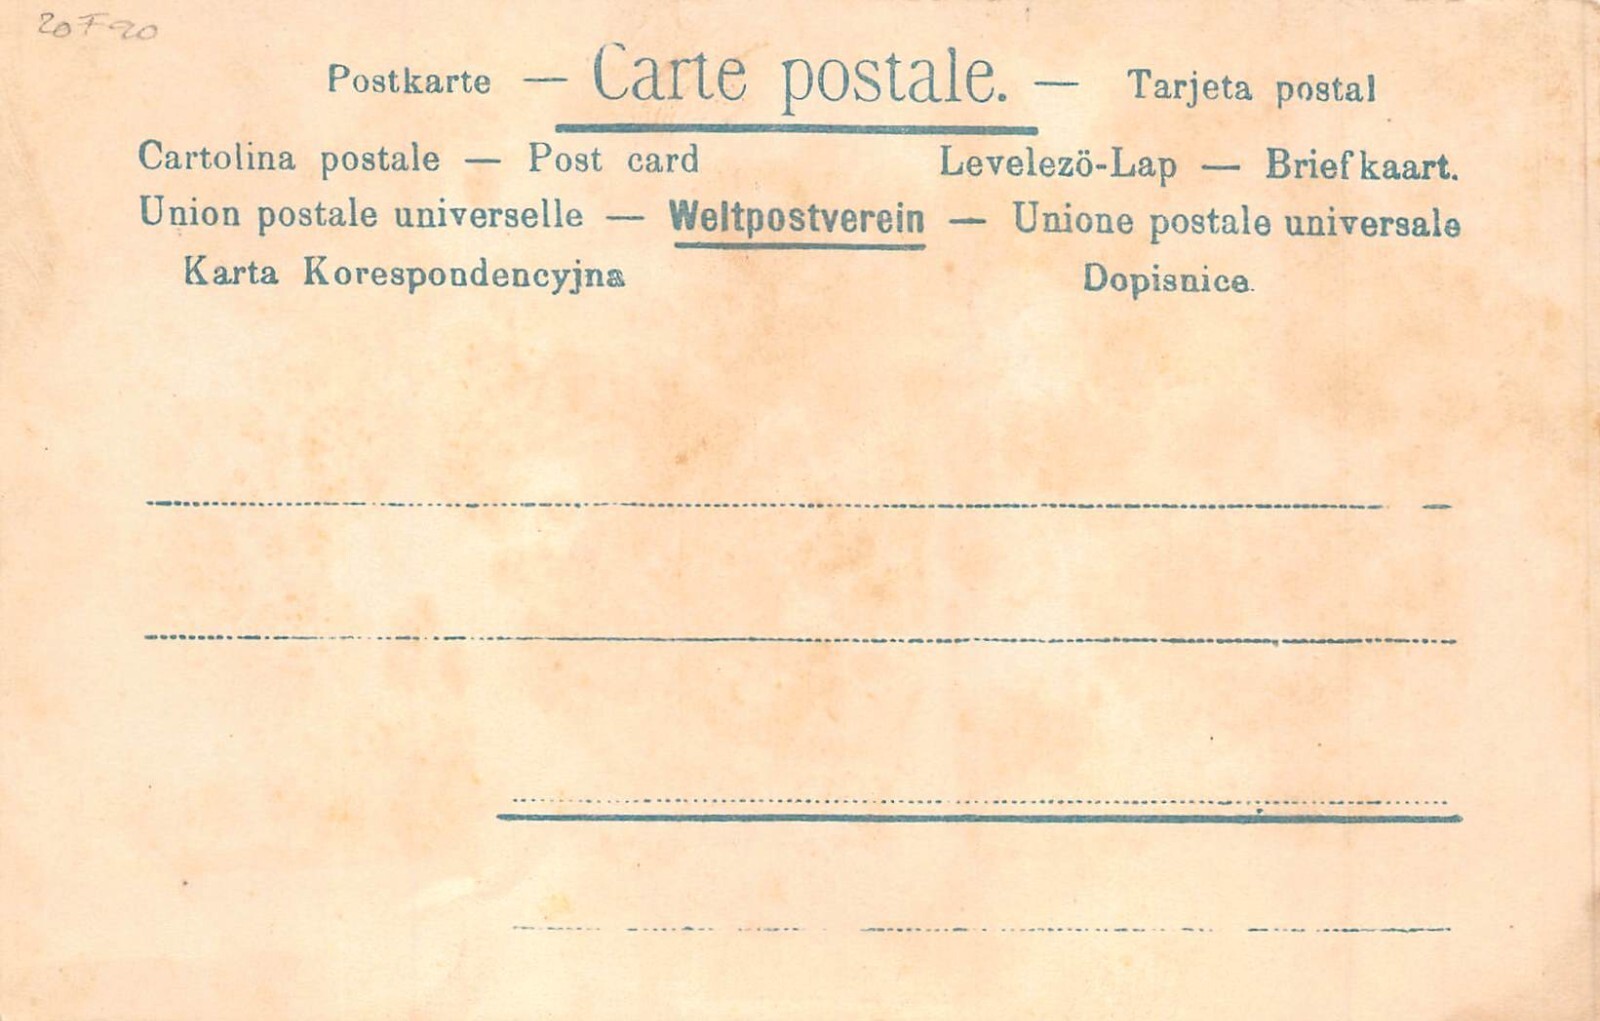 20F20
Postkarte — Carte postale. — Tarjeta postal
Cartolina postale — Post card Levelezö-Lap — Briefkaart.
Union postale universelle — Weltpostverein — Unione postale universale
Karta Korespondencyjna Dopisnice.